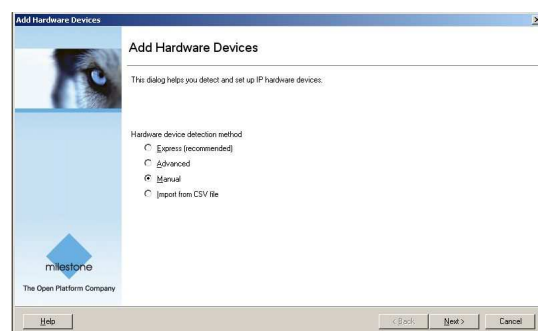 Add Hardware Devices
Add Hardware Devices
This dialog helps you detect and set up IP hardware devices.
Hardware device detection method
Express (recommended)
Advanced
Manual
Import from CSV file
milestone
The Open Platform Company
Help
< Back
Next >
Cancel